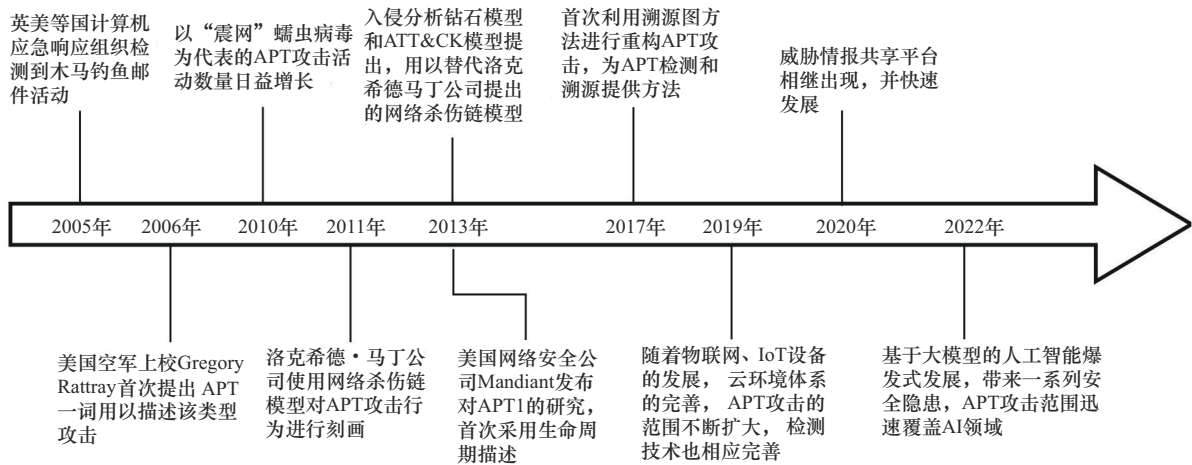 英美等国计算机
应急响应组织检
测到木马钓鱼邮
件活动
以“震网”蠕虫病毒
为代表的APT攻击活
动数量日益增长
入侵分析钻石模型
和ATT&CK模型提
出，用以替代洛克
希德马丁公司提出
的网络杀伤链模型
首次利用溯源图方
法进行重构APT攻
击，为APT检测和
溯源提供方法
威胁情报共享平台
相继出现，并快速
发展
2005年 2006年 2010年 2011年 2013年 2017年 2019年 2020年 2022年
美国空军上校Gregory
Rattray首次提出 APT
一词用以描述该类型
攻击
洛克希德·马丁公
司使用网络杀伤链
模型对APT攻击行
为进行刻画
美国网络安全公
司Mandiant发布
对APT1的研究，
首次采用生命周
期描述
随着物联网、IoT设备
的发展， 云环境体系
的完善， APT攻击的
范围不断扩大， 检测
技术也相应完善
基于大模型的人工智能爆
发式发展，带来一系列安
全隐患，APT攻击范围迅
速覆盖AI领域